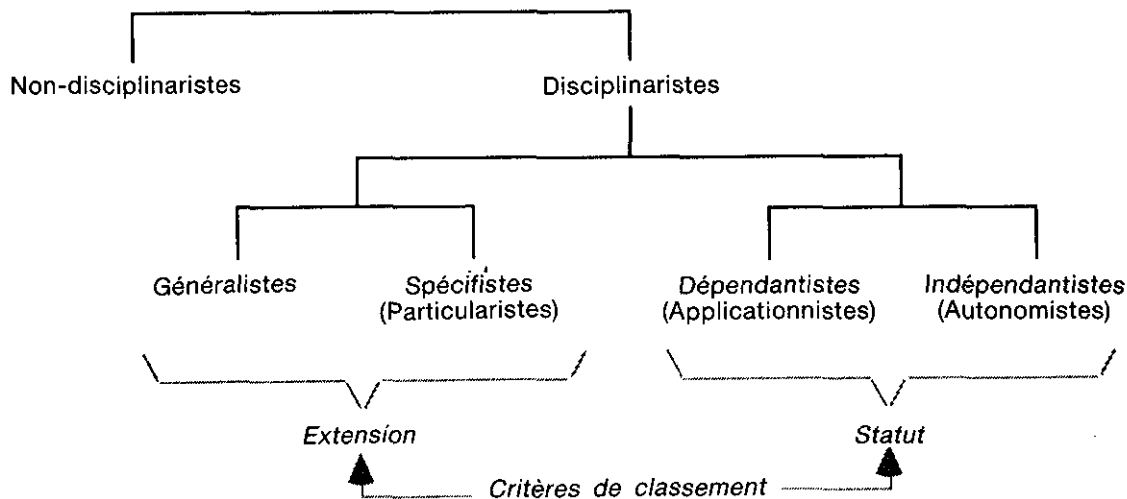 Non-disciplinaristes
Disciplinaristes
Généralistes
Spécifistes
(Particularistes)
Dépendantistes
(Applicationnistes)
Indépendantistes
(Autonomistes)
Extension
Statut
Critères de classement